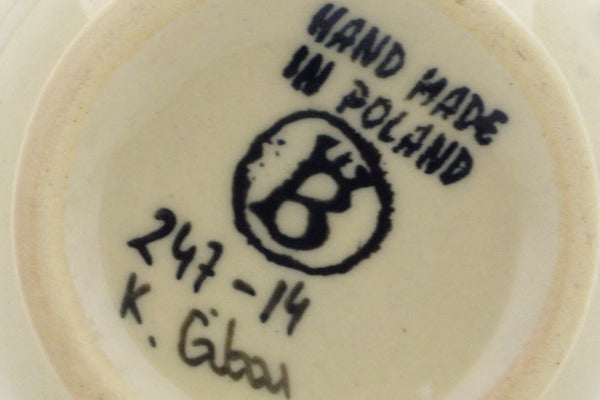 HAND MADE
IN POLAND
B
247-14
K.